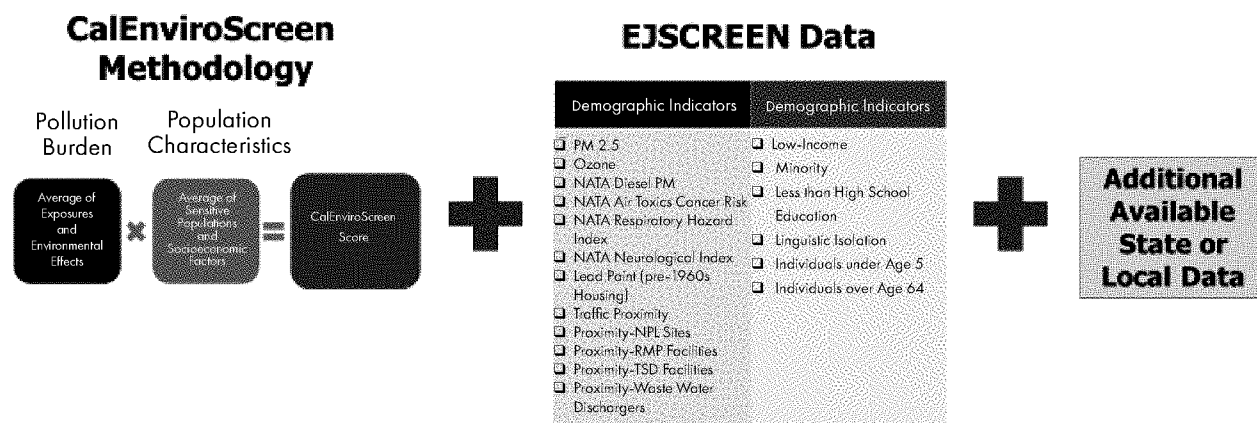 CalEnviroScreen
Methodology
Pollution
Burden
Population
Characteristics
Average of
Exposures
and
Environmental
Effects
×
Average of
Sensitive
Populations
and
Socioeconomic
Factors
=
CalEnviroScreen
Score
+
EJSCREEN Data
Demographic Indicators
❑ PM 2.5
❑ Ozone
❑ NATA Diesel PM
❑ NATA Air Toxics Cancer Risk
❑ NATA Respiratory Hazard
Index
❑ NATA Neurological Index
❑ Lead Paint (pre-1960s
Housing)
❑ Traffic Proximity
❑ Proximity-NPL Sites
❑ Proximity-RMP Facilities
❑ Proximity-TSD Facilities
❑ Proximity-Waste Water
Dischargers
Demographic Indicators
❑ Low-Income
❑ Minority
❑ Less than High School
Education
❑ Linguistic Isolation
❑ Individuals under Age 5
❑ Individuals over Age 64
+
Additional
Available
State or
Local Data